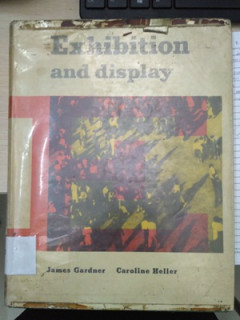 Exhibition
and display
James Gardner Caroline Heller